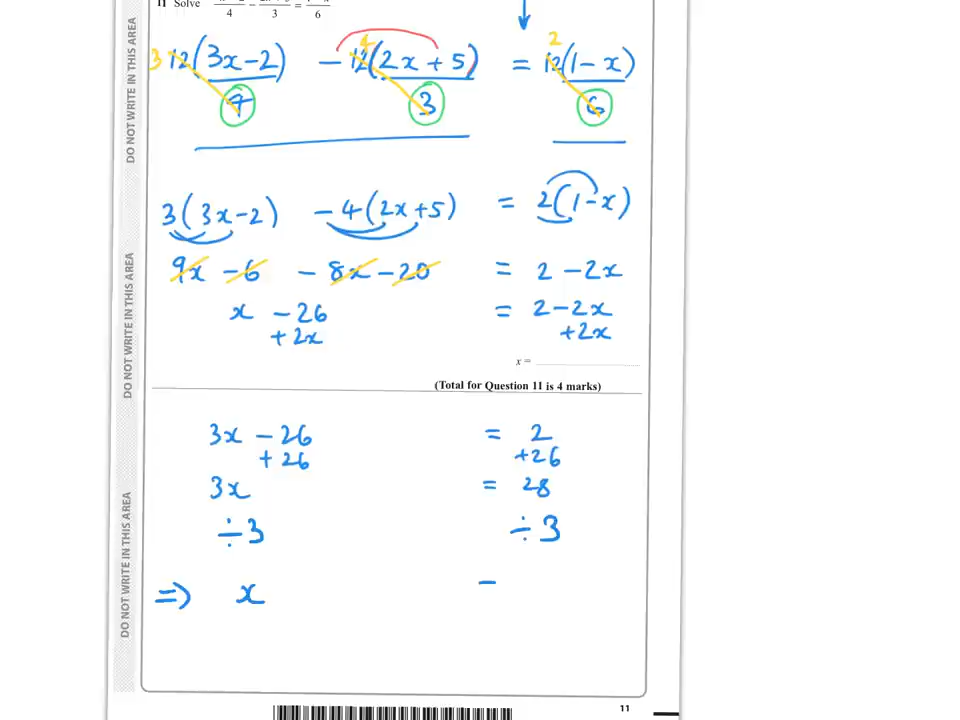 11 Solve
4 3 = 6
3 12(3x-2) - 4 12(2x+5) = 2 12(1-x)
4 3 6
3(3x-2) -4(2x+5) = 2(1-x)
9x -6 -8x-20 = 2 -2x
x -26 = 2-2x
+2x +2x
x =
(Total for Question 11 is 4 marks)
3x -26 = 2
+26 +26
3x = 28
÷3 ÷3
=> x =
11
DO NOT WRITE IN THIS AREA
DO NOT WRITE IN THIS AREA
DO NOT WRITE IN THIS AREA